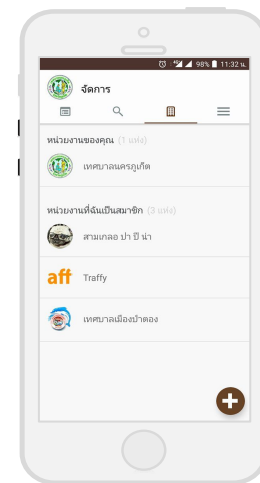 98% 11:32 น.
จัดการ
หน่วยงานของคุณ (1 แห่ง)
เทศบาลนครภูเก็ต
หน่วยงานที่ฉันเป็นสมาชิก (3 แห่ง)
สามเกลอ ปา ปี น่า
aff Traffy
เทศบาลเมืองป่าตอง